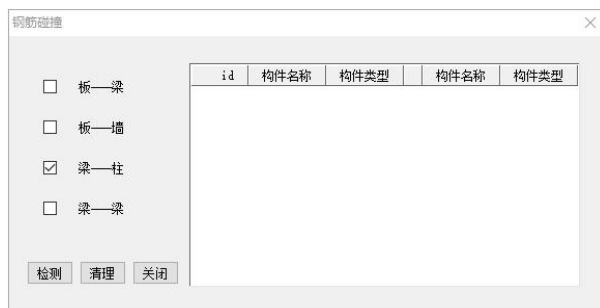 钢筋碰撞
id 构件名称 构件类型 构件名称 构件类型
板——梁
板——墙
梁——柱
梁——梁
检测 清理 关闭